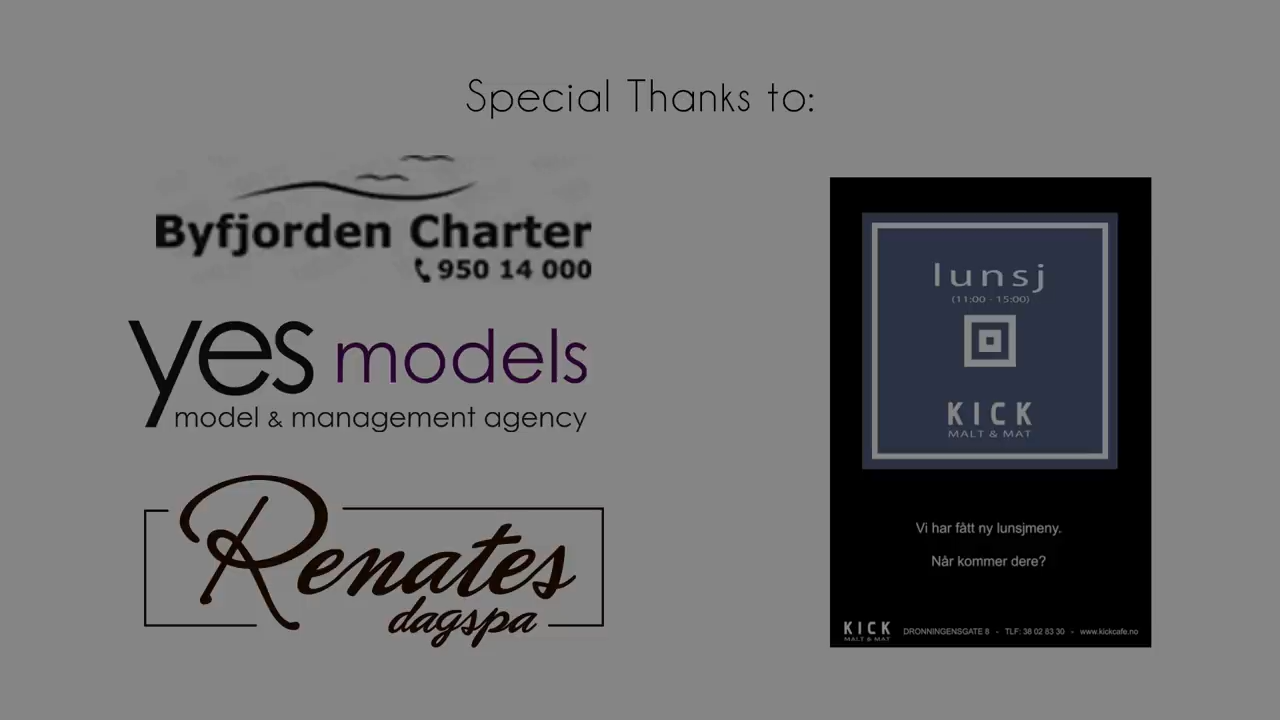 Special Thanks to:
Byfjorden Charter
950 14 000
yes models
model & management agency
Renates
dagspa
lunsj
(11:00 - 15:00)
KICK
MALT & MAT
Vi har fått ny lunsjmeny.
Når kommer dere?
KICK
MALT & MAT
DRONNINGENSGATE 8 - TLF: 38 02 83 30 - www.kickcafe.no